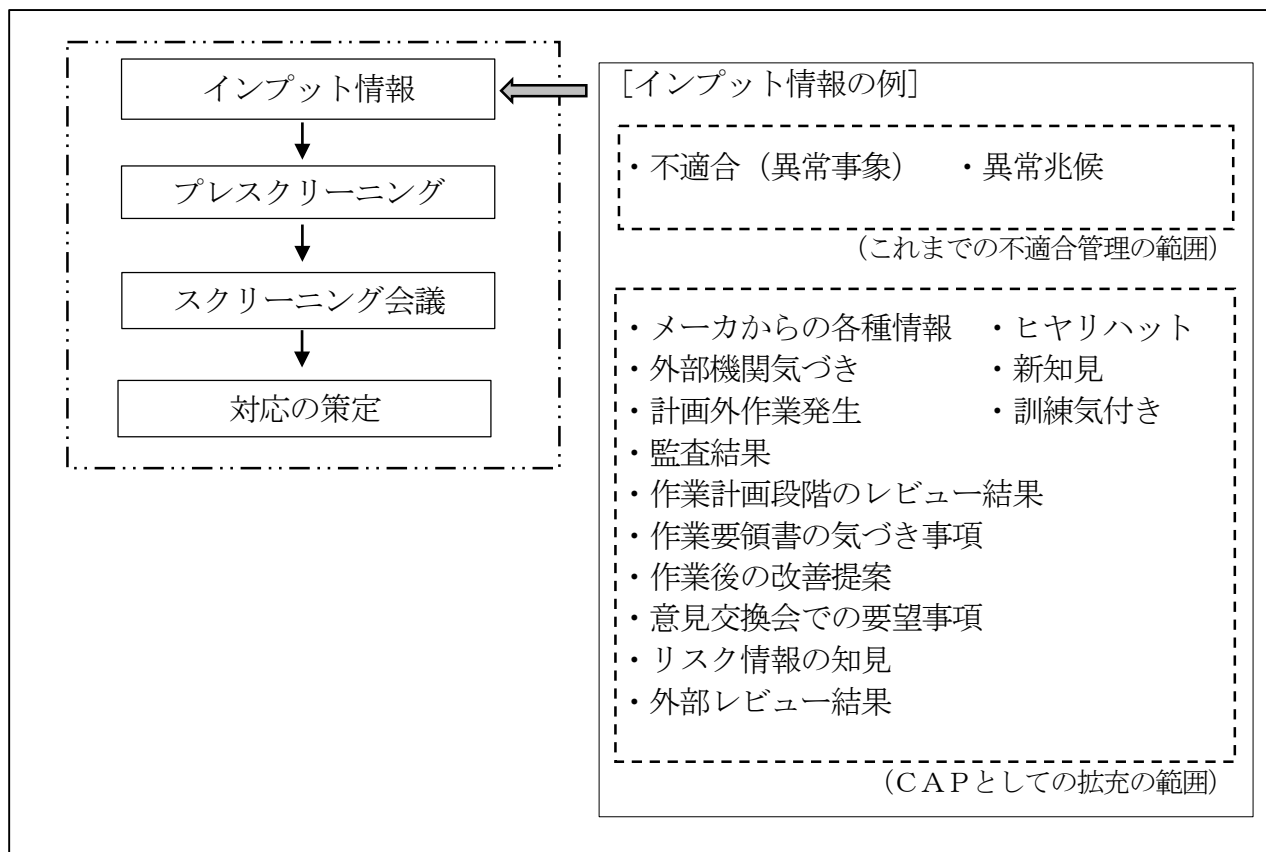 インプット情報
プレスクリーニング
スクリーニング会議
対応の策定
［インプット情報の例］
・不適合（異常事象）　・異常兆候
（これまでの不適合管理の範囲）
・メーカからの各種情報　・ヒヤリハット
・外部機関気づき　・新知見
・計画外作業発生　・訓練気付き
・監査結果
・作業計画段階のレビュー結果
・作業要領書の気づき事項
・作業後の改善提案
・意見交換会での要望事項
・リスク情報の知見
・外部レビュー結果
（ＣＡＰとしての拡充の範囲）